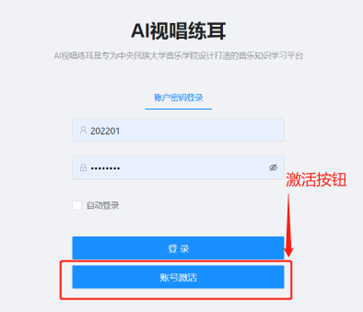 AI视唱练耳
AI视唱练耳是专为中央民族大学音乐学院设计打造的音乐知识学习平台
账户密钥登录
202201
••••••••
激活按钮
自动登录
登 录
账号激活